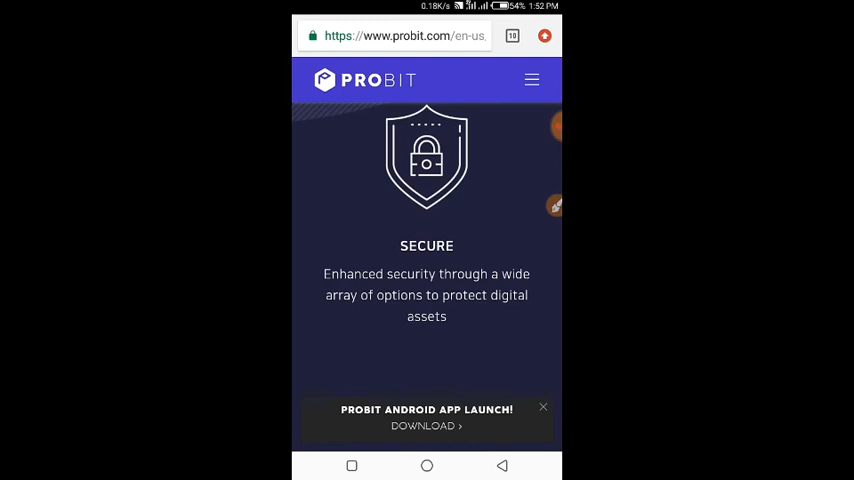 0.18K/s 54% 1:52 PM
https://www.probit.com/en-us, 10
PROBIT
SECURE
Enhanced security through a wide
array of options to protect digital
assets
PROBIT ANDROID APP LAUNCH!
DOWNLOAD ›